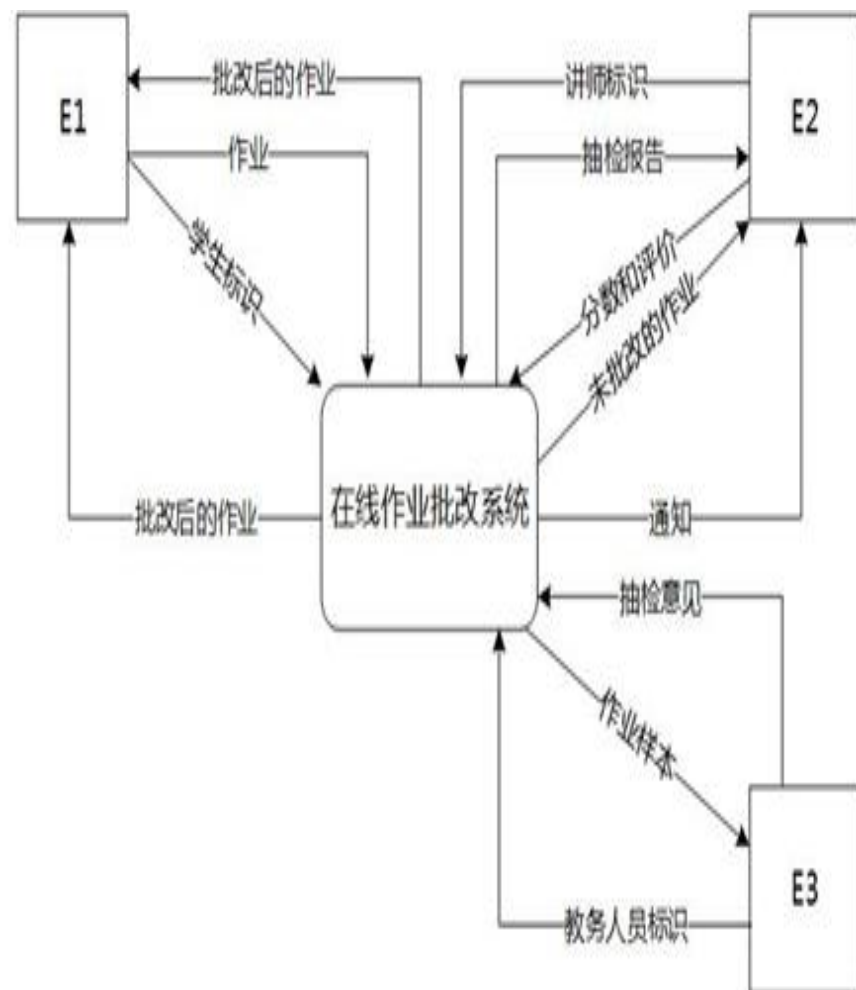 批改后的作业
讲师标识
E1
E2
作业
抽检报告
学生标识
分数和评价
未批改的作业
在线作业批改系统
批改后的作业
通知
抽检意见
作业样本
E3
教务人员标识